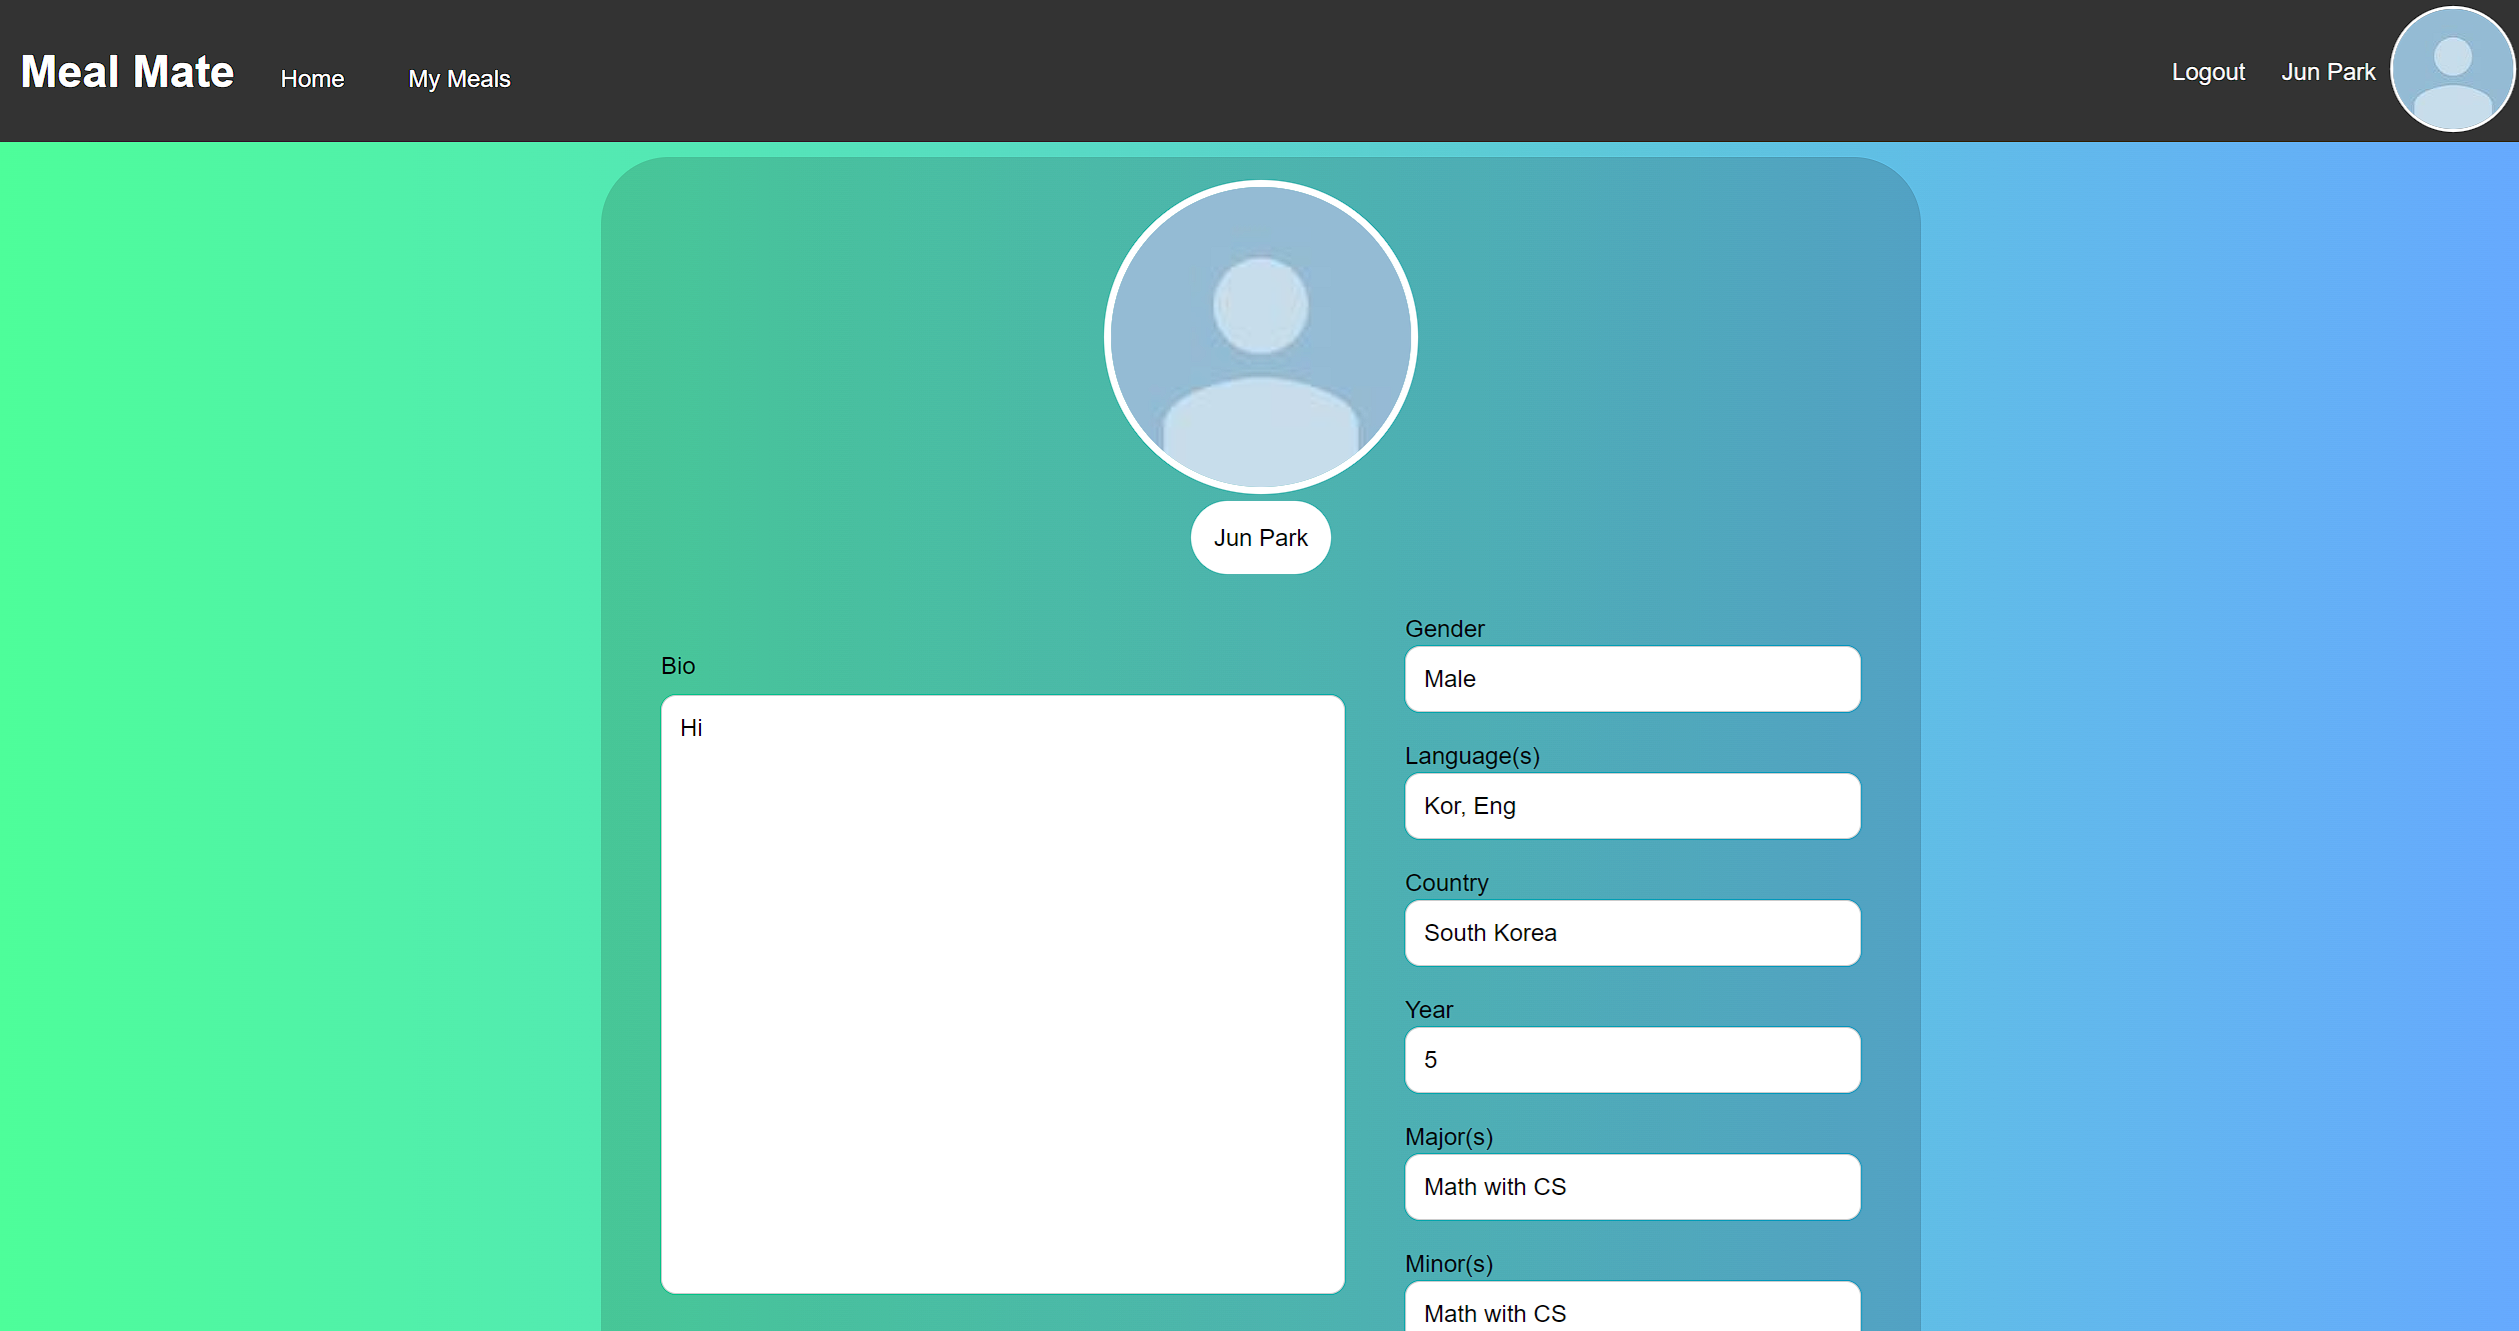 Meal Mate
Home
My Meals
Logout
Jun Park
Jun Park
Bio
Hi
Gender
Male
Language(s)
Kor, Eng
Country
South Korea
Year
5
Major(s)
Math with CS
Minor(s)
Math with CS